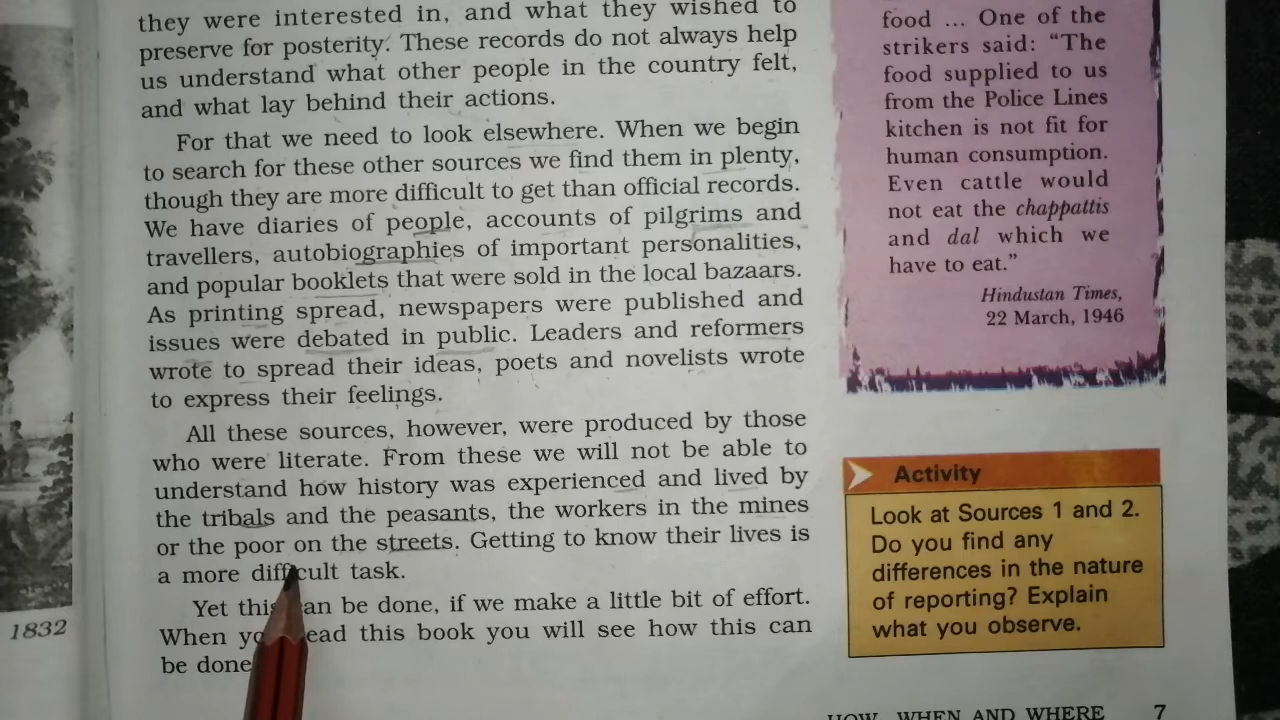 they were interested in, and what they wished to
preserve for posterity. These records do not always help
us understand what other people in the country felt,
and what lay behind their actions.
For that we need to look elsewhere. When we begin
to search for these other sources we find them in plenty,
though they are more difficult to get than official records.
We have diaries of people, accounts of pilgrims and
travellers, autobiographies of important personalities,
and popular booklets that were sold in the local bazaars.
As printing spread, newspapers were published and
issues were debated in public. Leaders and reformers
wrote to spread their ideas, poets and novelists wrote
to express their feelings.
All these sources, however, were produced by those
who were literate. From these we will not be able to
understand how history was experienced and lived by
the tribals and the peasants, the workers in the mines
or the poor on the streets. Getting to know their lives is
a more difficult task.
Yet this can be done, if we make a little bit of effort.
When you read this book you will see how this can
be done
food ... One of the
strikers said: “The
food supplied to us
from the Police Lines
kitchen is not fit for
human consumption.
Even cattle would
not eat the chappattis
and dal which we
have to eat.”
Hindustan Times,
22 March, 1946
Activity
Look at Sources 1 and 2.
Do you find any
differences in the nature
of reporting? Explain
what you observe.
1832
HOW, WHEN AND WHERE 7